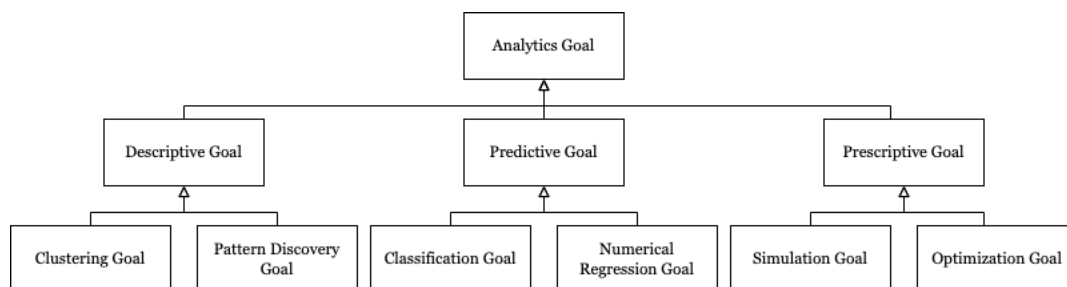 Analytics Goal
Descriptive Goal
Predictive Goal
Prescriptive Goal
Clustering Goal
Pattern Discovery
Goal
Classification Goal
Numerical
Regression Goal
Simulation Goal
Optimization Goal